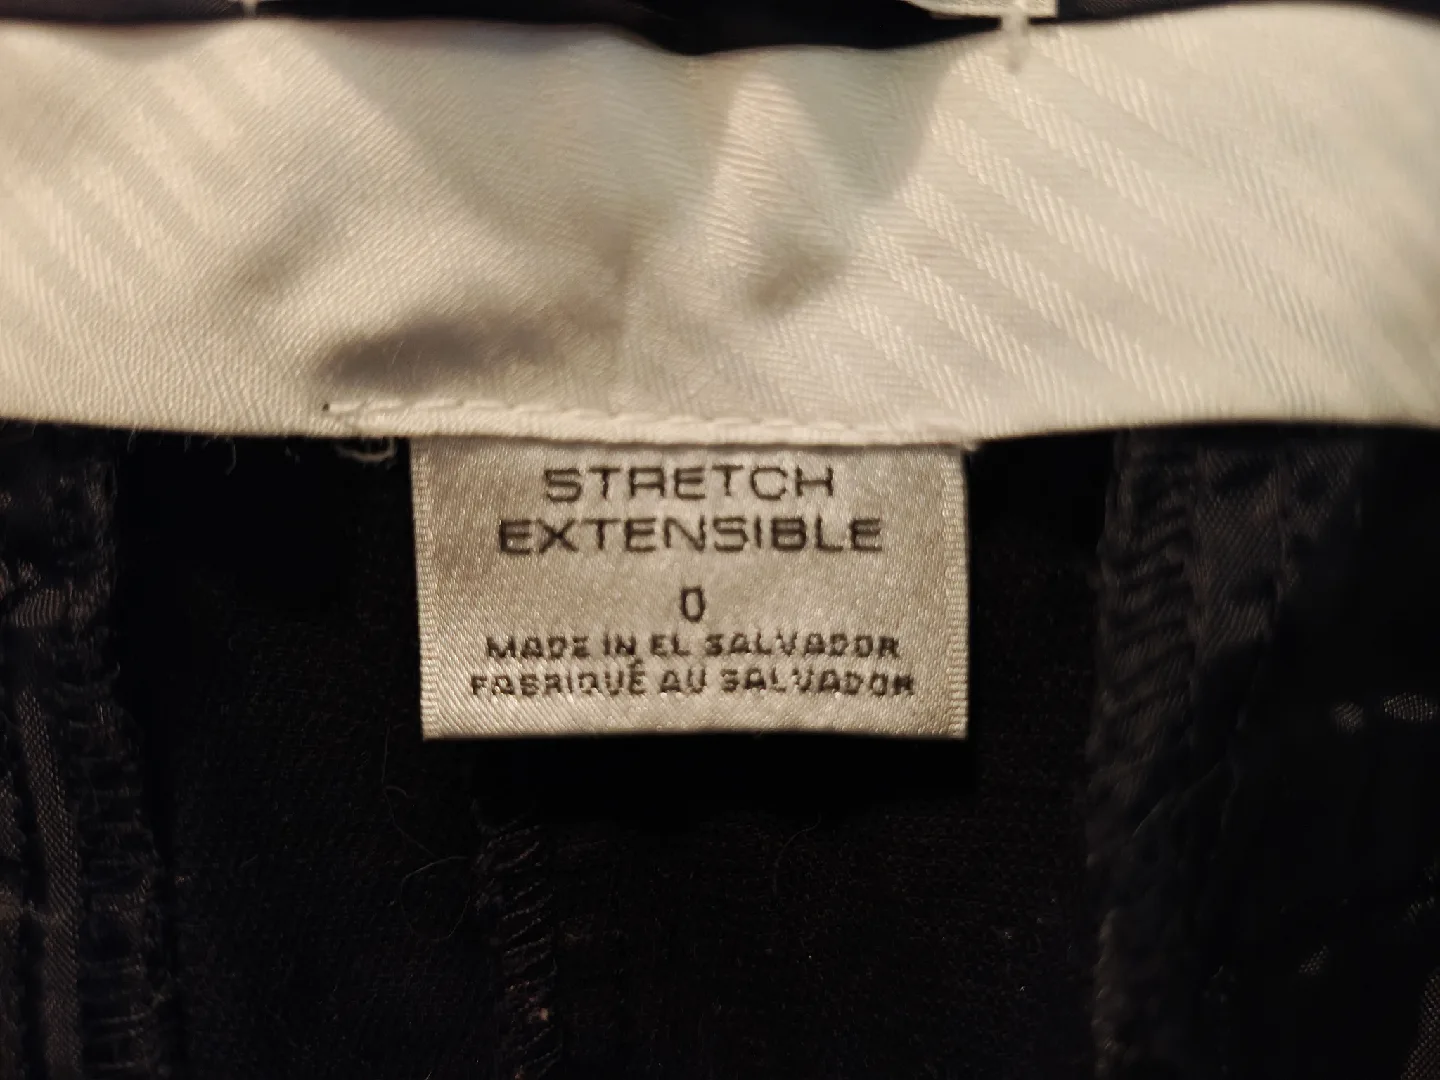 STRETCH
EXTENSIBLE
0
MADE IN EL SALVADOR
FABRIQUÉ AU SALVADOR